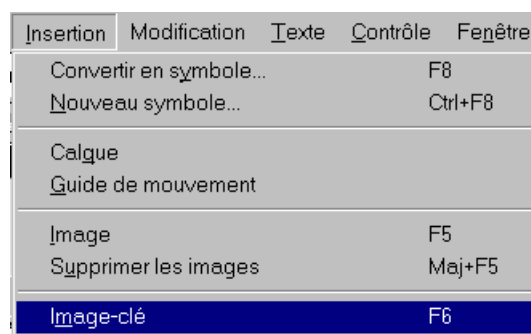 Insertion Modification Texte Contrôle Fenêtre
Convertir en symbole... F8
Nouveau symbole... Ctrl+F8
Calque
Guide de mouvement
Image F5
Supprimer les images Maj+F5
Image-clé F6